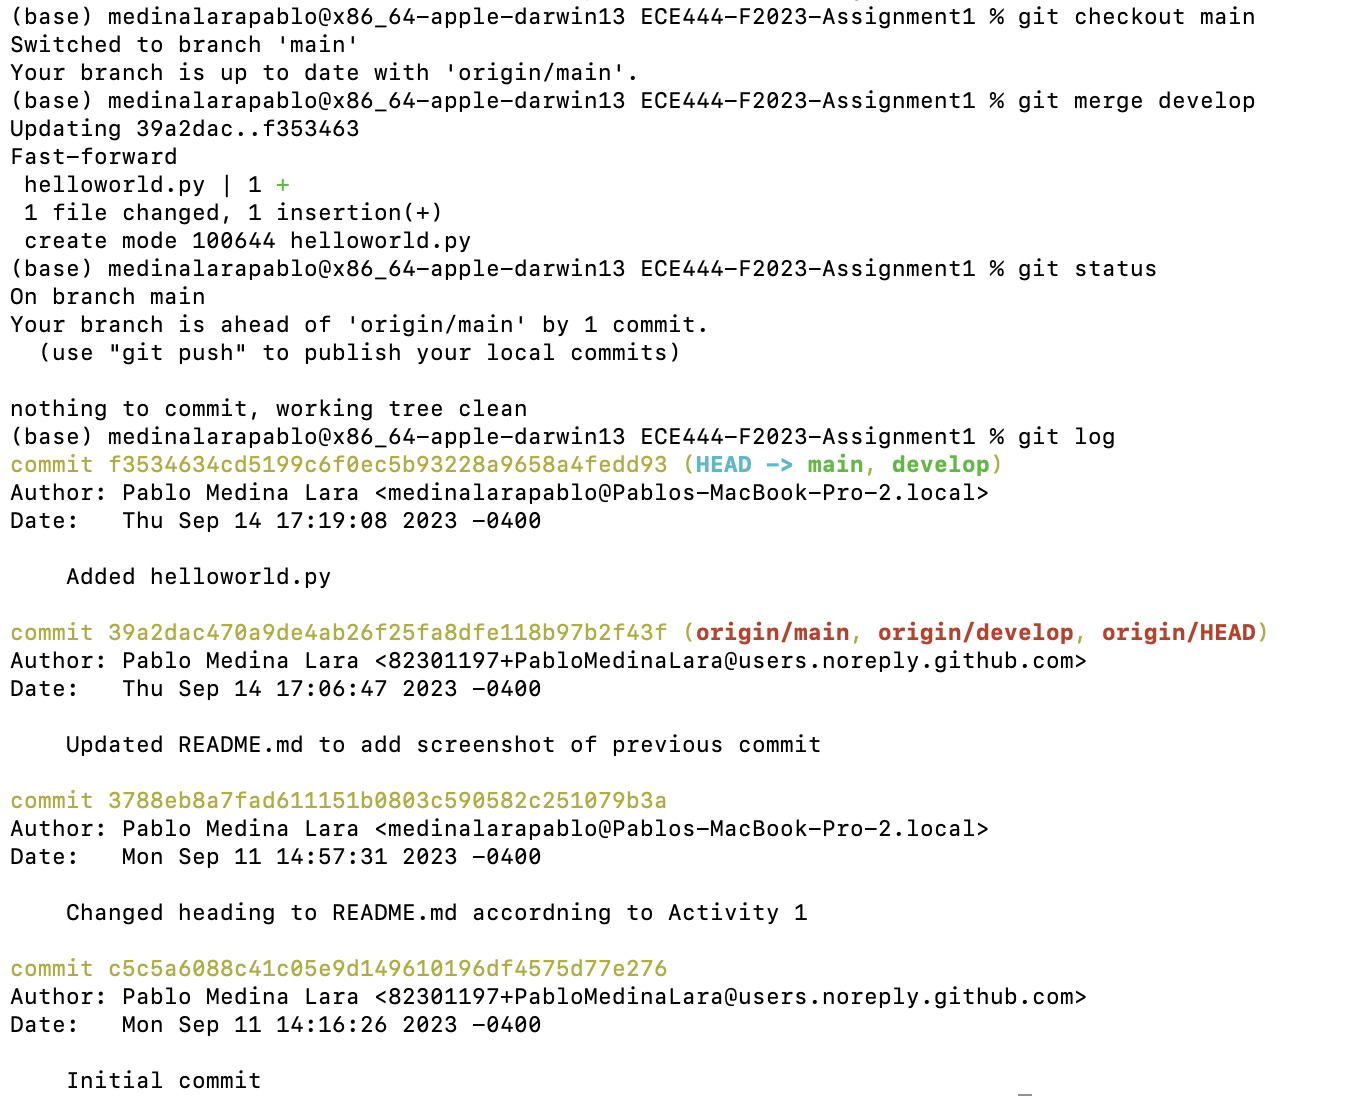 (base) medinalarapablo@x86_64-apple-darwin13 ECE444-F2023-Assignment1 % git checkout main
Switched to branch 'main'
Your branch is up to date with 'origin/main'.
(base) medinalarapablo@x86_64-apple-darwin13 ECE444-F2023-Assignment1 % git merge develop
Updating 39a2dac..f353463
Fast-forward
 helloworld.py | 1 +
 1 file changed, 1 insertion(+)
 create mode 100644 helloworld.py
(base) medinalarapablo@x86_64-apple-darwin13 ECE444-F2023-Assignment1 % git status
On branch main
Your branch is ahead of 'origin/main' by 1 commit.
  (use "git push" to publish your local commits)

nothing to commit, working tree clean
(base) medinalarapablo@x86_64-apple-darwin13 ECE444-F2023-Assignment1 % git log
commit f3534634cd5199c6f0ec5b93228a9658a4fedd93 (HEAD -> main, develop)
Author: Pablo Medina Lara <medinalarapablo@Pablos-MacBook-Pro-2.local>
Date:   Thu Sep 14 17:19:08 2023 -0400

    Added helloworld.py

commit 39a2dac470a9de4ab26f25fa8dfe118b97b2f43f (origin/main, origin/develop, origin/HEAD)
Author: Pablo Medina Lara <82301197+PabloMedinaLara@users.noreply.github.com>
Date:   Thu Sep 14 17:06:47 2023 -0400

    Updated README.md to add screenshot of previous commit

commit 3788eb8a7fad611151b0803c590582c251079b3a
Author: Pablo Medina Lara <medinalarapablo@Pablos-MacBook-Pro-2.local>
Date:   Mon Sep 11 14:57:31 2023 -0400

    Changed heading to README.md accordning to Activity 1

commit c5c5a6088c41c05e9d149610196df4575d77e276
Author: Pablo Medina Lara <82301197+PabloMedinaLara@users.noreply.github.com>
Date:   Mon Sep 11 14:16:26 2023 -0400

    Initial commit